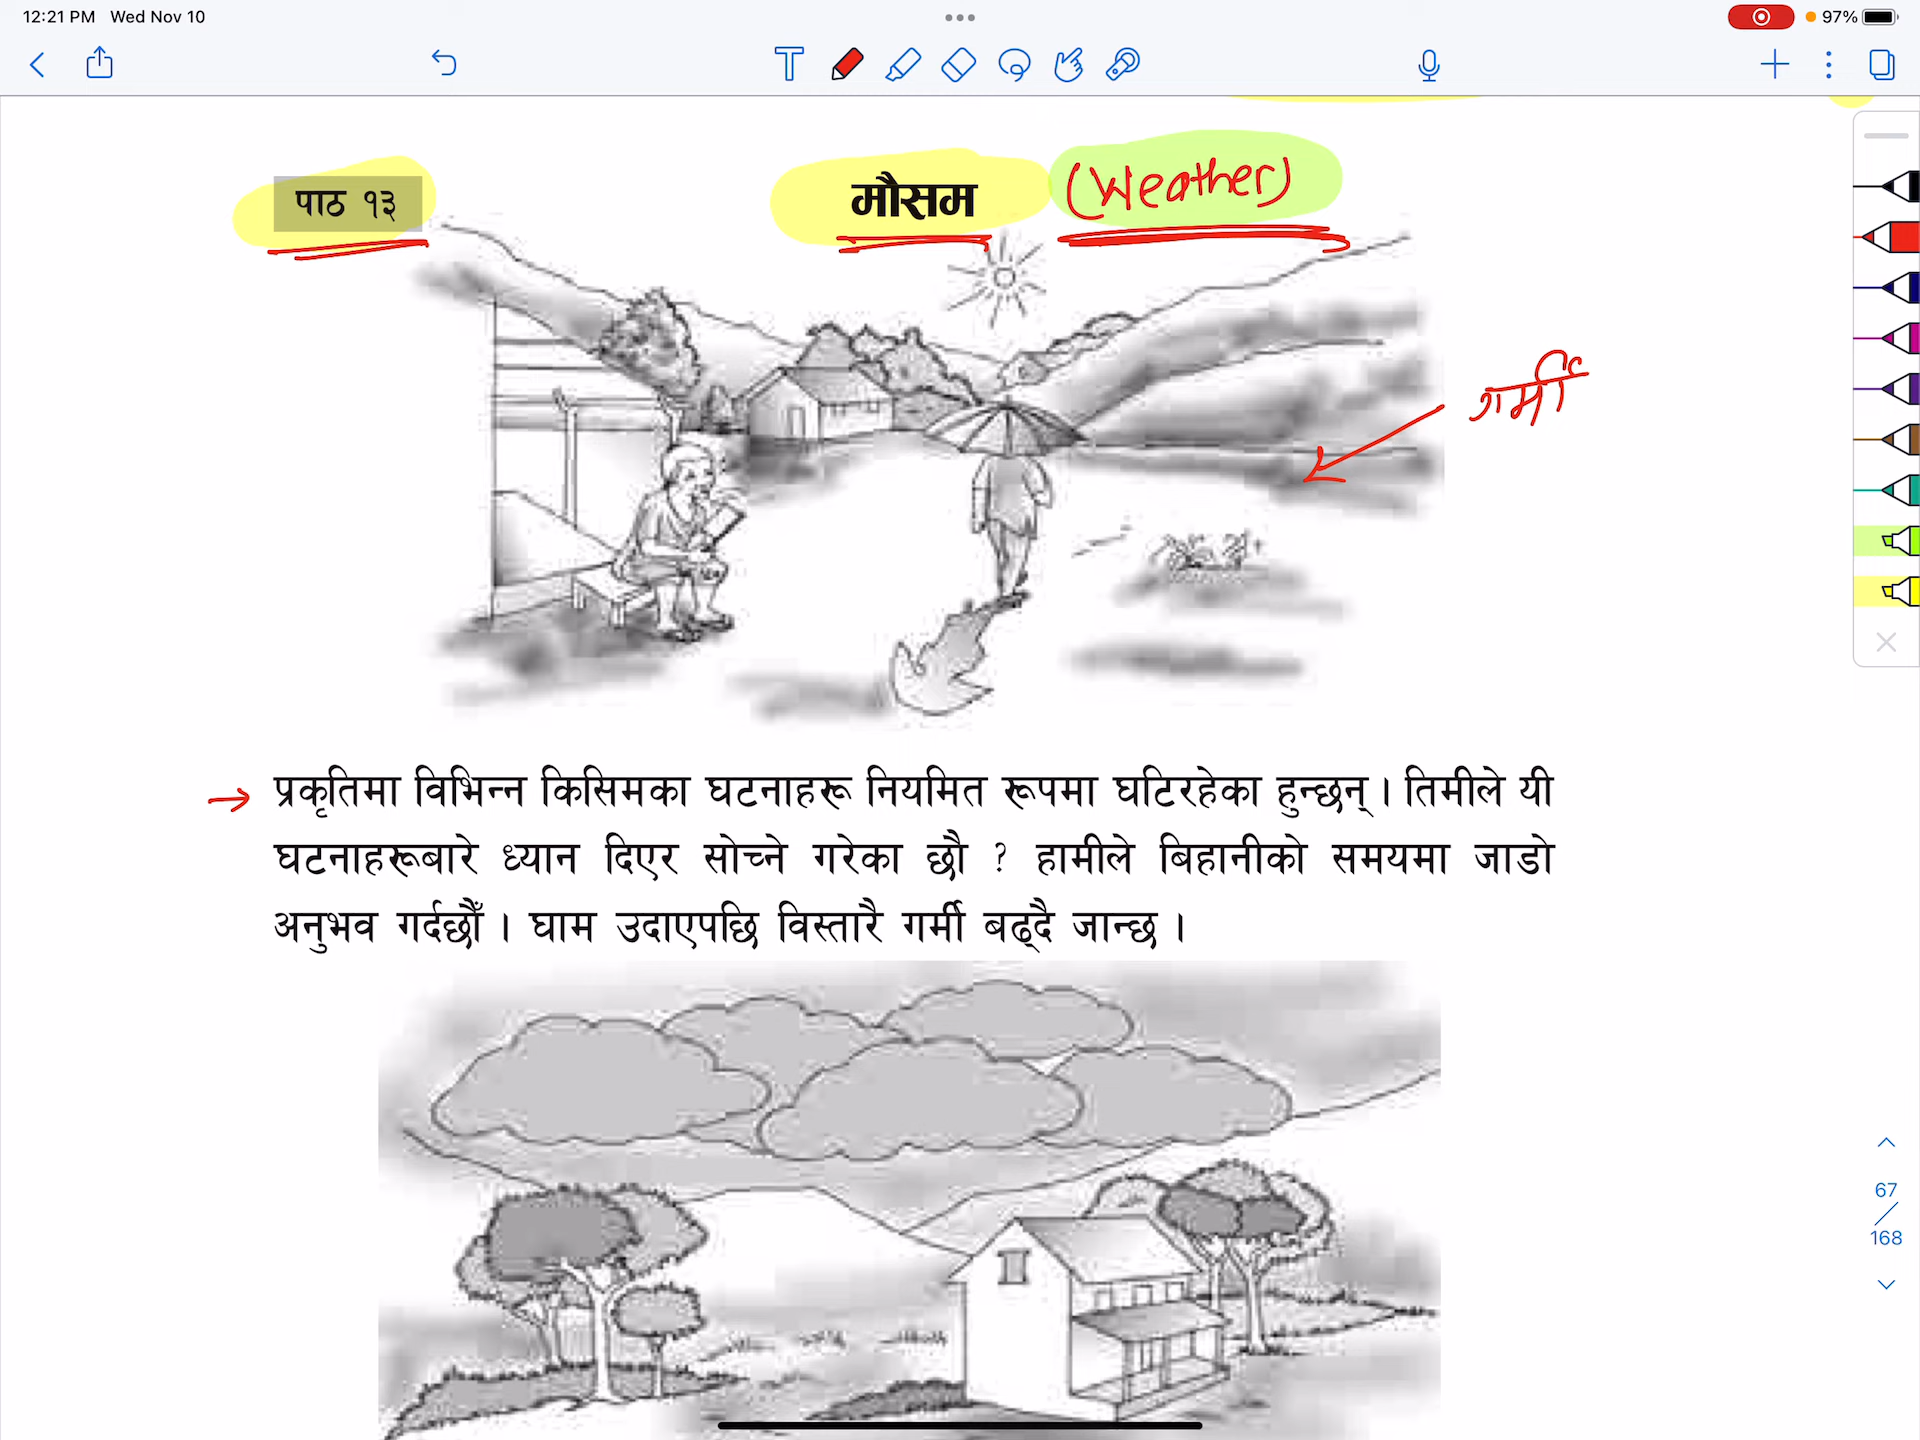 12:21 PM Wed Nov 10
97%
पाठ १३
मौसम (Weather)
गर्मी
प्रकृतिमा विभिन्न किसिमका घटनाहरू नियमित रूपमा घटिरहेका हुन्छन् । तिमीले यी
घटनाहरूबारे ध्यान दिएर सोच्ने गरेका छौ ? हामीले बिहानीको समयमा जाडो
अनुभव गर्दछौँ । घाम उदाएपछि विस्तारै गर्मी बढ्दै जान्छ ।
67
168